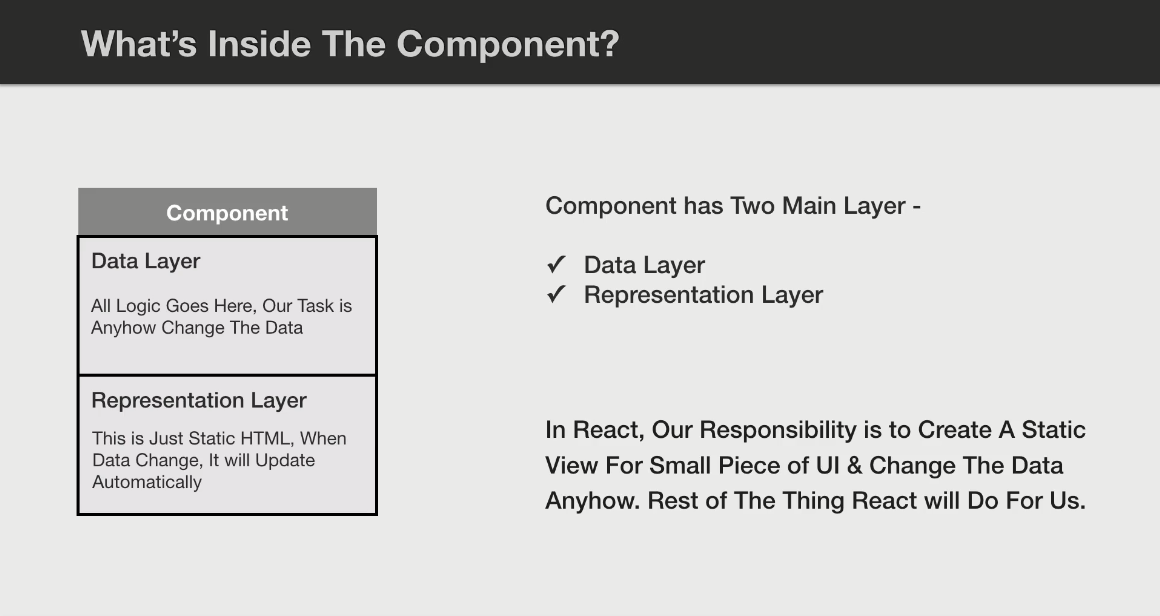 What's Inside The Component?
Component
Data Layer
All Logic Goes Here, Our Task is
Anyhow Change The Data
Representation Layer
This is Just Static HTML, When
Data Change, It will Update
Automatically
Component has Two Main Layer -
✓ Data Layer
✓ Representation Layer
In React, Our Responsibility is to Create A Static
View For Small Piece of UI & Change The Data
Anyhow. Rest of The Thing React will Do For Us.